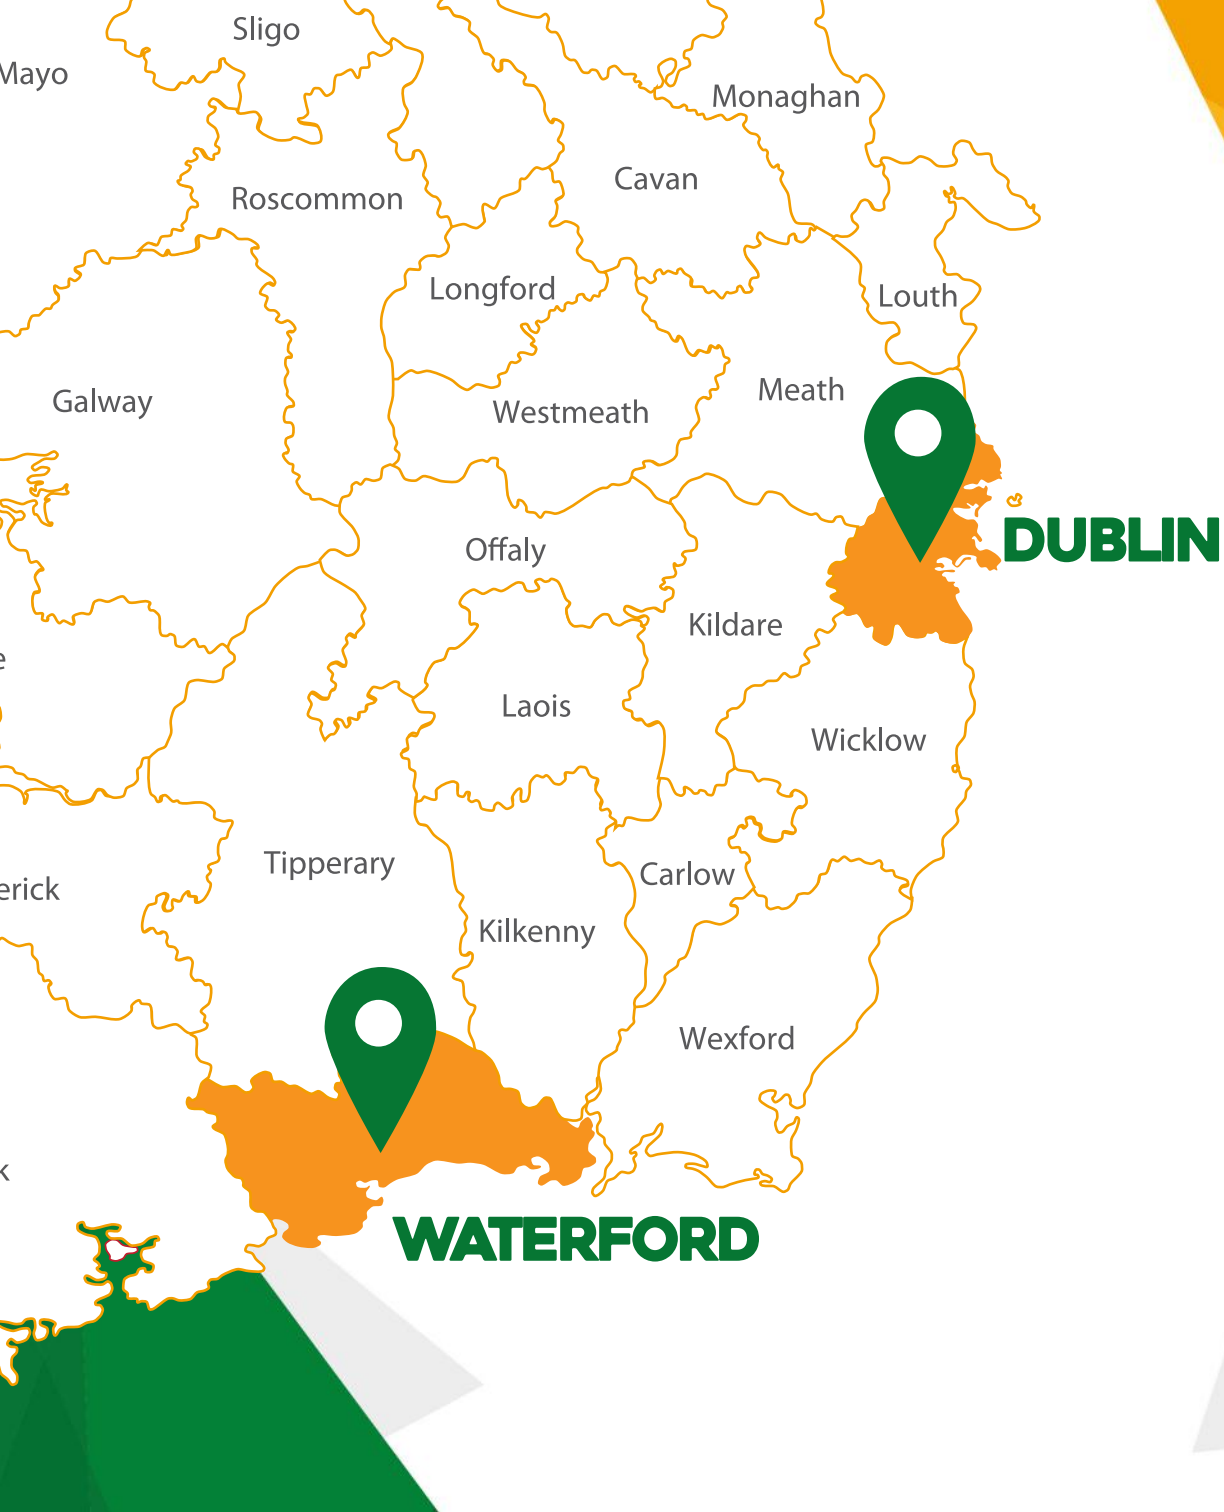 Sligo
Mayo
Monaghan
Cavan
Roscommon
Longford
Louth
Meath
Galway
Westmeath
DUBLIN
Offaly
Kildare
e
Laois
Wicklow
Tipperary
Carlow
erick
Kilkenny
Wexford
k
WATERFORD